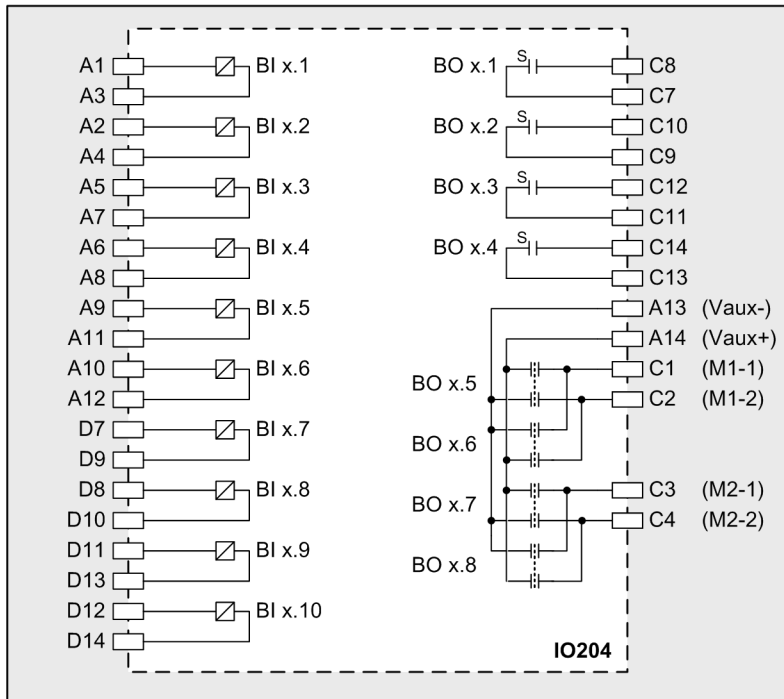 A1 BI x.1 BO x.1 S C8
A3 C7
A2 BI x.2 BO x.2 S C10
A4 C9
A5 BI x.3 BO x.3 S C12
A7 C11
A6 BI x.4 BO x.4 S C14
A8 C13
A9 BI x.5 A13 (Vaux-)
A11 A14 (Vaux+)
A10 BI x.6 C1 (M1-1)
BO x.5
A12 C2 (M1-2)
D7 BI x.7
BO x.6
D9
D8 BI x.8 C3 (M2-1)
BO x.7
D10 C4 (M2-2)
D11 BI x.9
BO x.8
D13
D12 BI x.10
D14
IO204